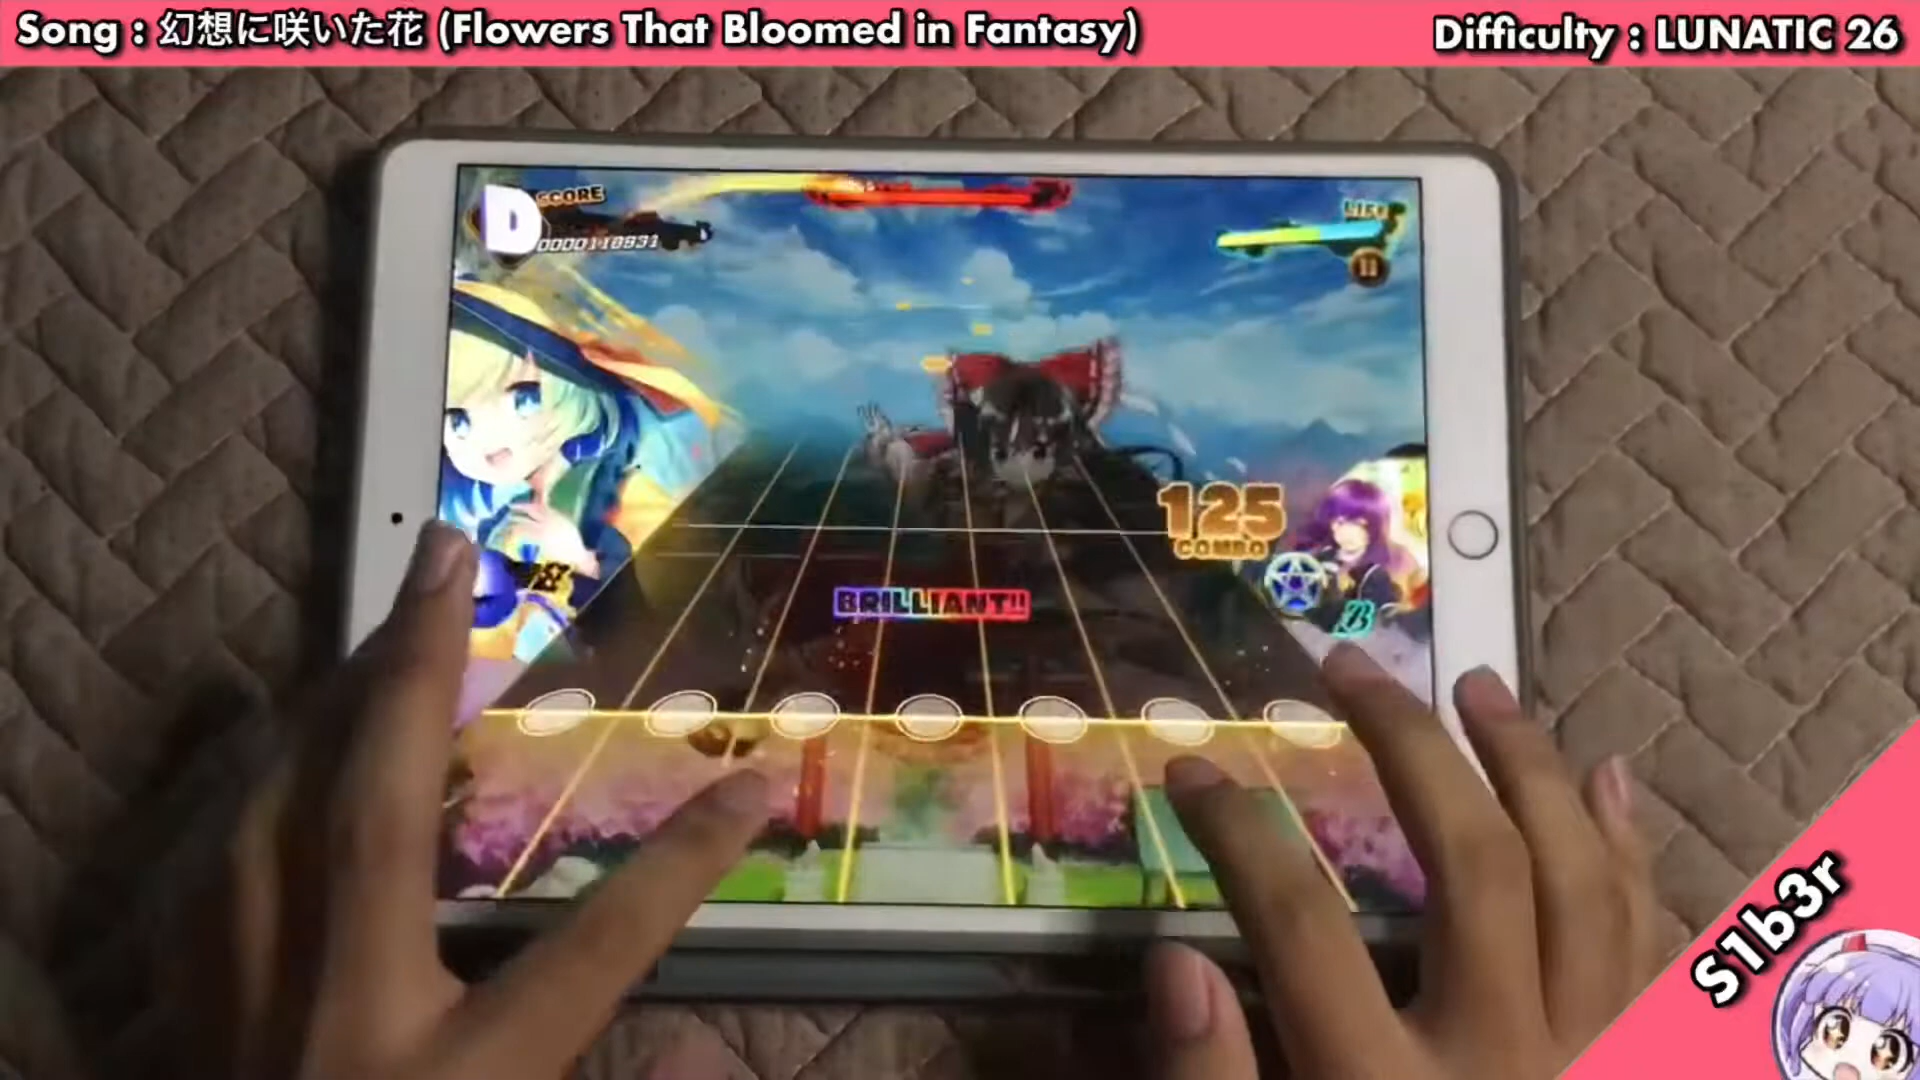 Song : 幻想に咲いた花 (Flowers That Bloomed in Fantasy)
Difficulty : LUNATIC 26
D
SCORE
LIFE
125
COMBO
BRILLIANT!!
S1b3r